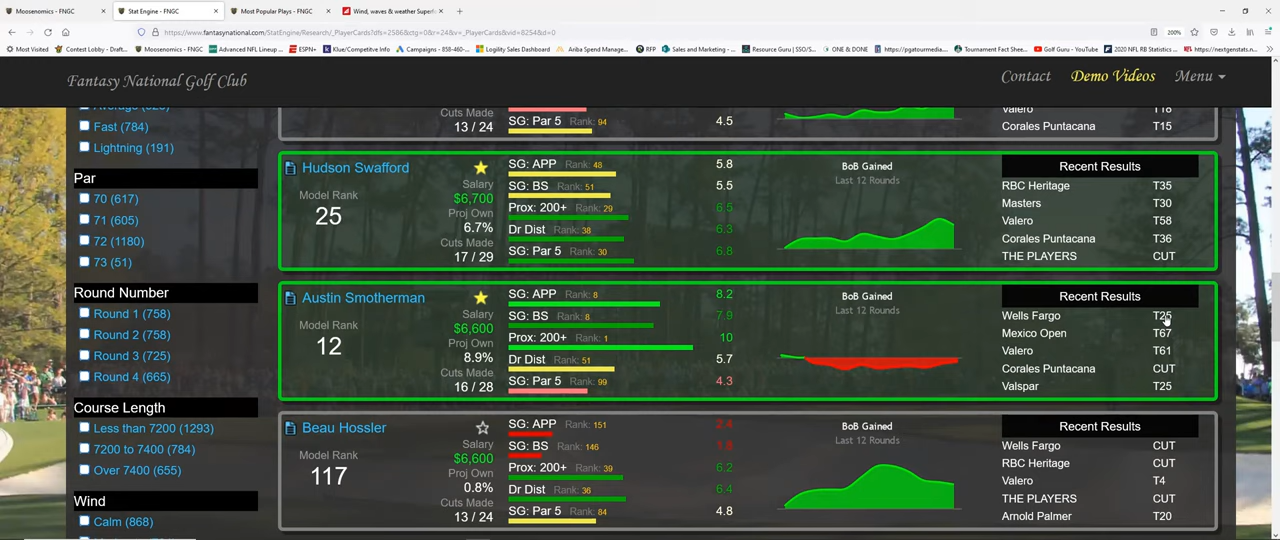 Moosenomics - FNGC
Stat Engine - FNGC
Most Popular Plays - FNGC
Wind, waves & weather Superf
https://www.fantasynational.com/StatEngine/Research/_PlayerCards?dfs=2586&ctg=0&r=24&v=_PlayerCards&vid=8254&d=0
200%
Most Visited
Contest Lobby - Draft...
Moosenomics - FNGC
Advanced NFL Lineup ...
ESPN+
Klue/Competitive Info
Campaigns - 858-460-...
Logility Sales Dashboard
Ariba Spend Manage...
RFP
Sales and Marketing - ...
Resource Guru | SSO/S...
ONE & DONE
https://pgatourmedia....
Tournament Fact Shee...
Golf Guru - YouTube
2020 NFL RB Statistics ...
https://nextgenstats.n...
Fantasy National Golf Club
Contact
Demo Videos
Menu
Fast (784)
Lightning (191)
Par
70 (617)
71 (605)
72 (1180)
73 (51)
Round Number
Round 1 (758)
Round 2 (758)
Round 3 (725)
Round 4 (665)
Course Length
Less than 7200 (1293)
7200 to 7400 (784)
Over 7400 (655)
Wind
Calm (868)
Cuts Made
13 / 24
SG: Par 5 Rank: 94 4.5
Valero T18
Corales Puntacana T15
Hudson Swafford
Model Rank
25
Salary
$6,700
Proj Own
6.7%
Cuts Made
17 / 29
SG: APP Rank: 48 5.8
SG: BS Rank: 51 5.5
Prox: 200+ Rank: 29 6.5
Dr Dist Rank: 38 6.3
SG: Par 5 Rank: 30 6.8
BoB Gained
Last 12 Rounds
Recent Results
RBC Heritage T35
Masters T30
Valero T58
Corales Puntacana T36
THE PLAYERS CUT
Austin Smotherman
Model Rank
12
Salary
$6,600
Proj Own
8.9%
Cuts Made
16 / 28
SG: APP Rank: 8 8.2
SG: BS Rank: 8 7.9
Prox: 200+ Rank: 1 10
Dr Dist Rank: 51 5.7
SG: Par 5 Rank: 99 4.3
BoB Gained
Last 12 Rounds
Recent Results
Wells Fargo T25
Mexico Open T67
Valero T61
Corales Puntacana CUT
Valspar T25
Beau Hossler
Model Rank
117
Salary
$6,600
Proj Own
0.8%
Cuts Made
13 / 24
SG: APP Rank: 151 2.4
SG: BS Rank: 146
Prox: 200+ Rank: 39 6.2
Dr Dist Rank: 36 6.4
SG: Par 5 Rank: 84 4.8
BoB Gained
Last 12 Rounds
Recent Results
Wells Fargo CUT
RBC Heritage CUT
Valero T4
THE PLAYERS CUT
Arnold Palmer T20